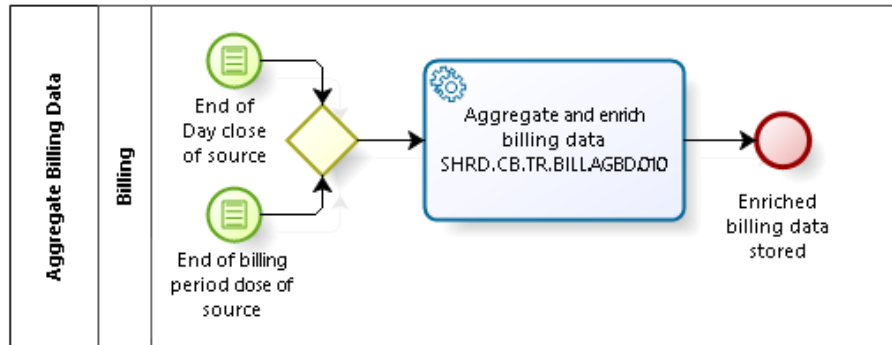 Aggregate Billing Data
Billing
End of
Day close
of source
End of billing
period close of
source
Aggregate and enrich
billing data
SHRD.CB.TR.BILLAGBD.010
Enriched
billing data
stored